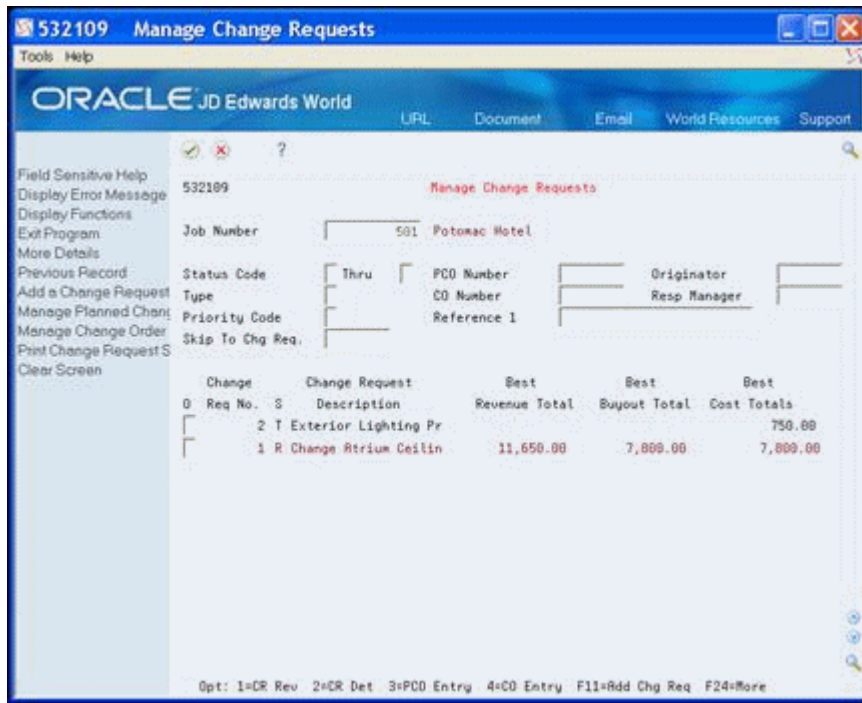 532109 Manage Change Requests
Tools Help
ORACLE JD Edwards World
URL Document Email World Resources Support
?
Field Sensitive Help
Display Error Message
Display Functions
Exit Program
More Details
Previous Record
Add a Change Request
Manage Planned Chang
Manage Change Order
Print Change Request S
Clear Screen
532109 Manage Change Requests
Job Number 501 Potomac Hotel
Status Code Thru PCO Number Originator
Type CO Number Resp Manager
Priority Code Reference 1
Skip To Chg Req.
Change Change Request Best Best Best
O Req No. S Description Revenue Total Buyout Total Cost Totals
2 T Exterior Lighting Pr 750.00
1 R Change Atrium Ceilin 11,650.00 7,800.00 7,800.00
Opt: 1=CR Rev 2=CR Det 3=PCO Entry 4=CO Entry F11=Add Chg Req F24=More